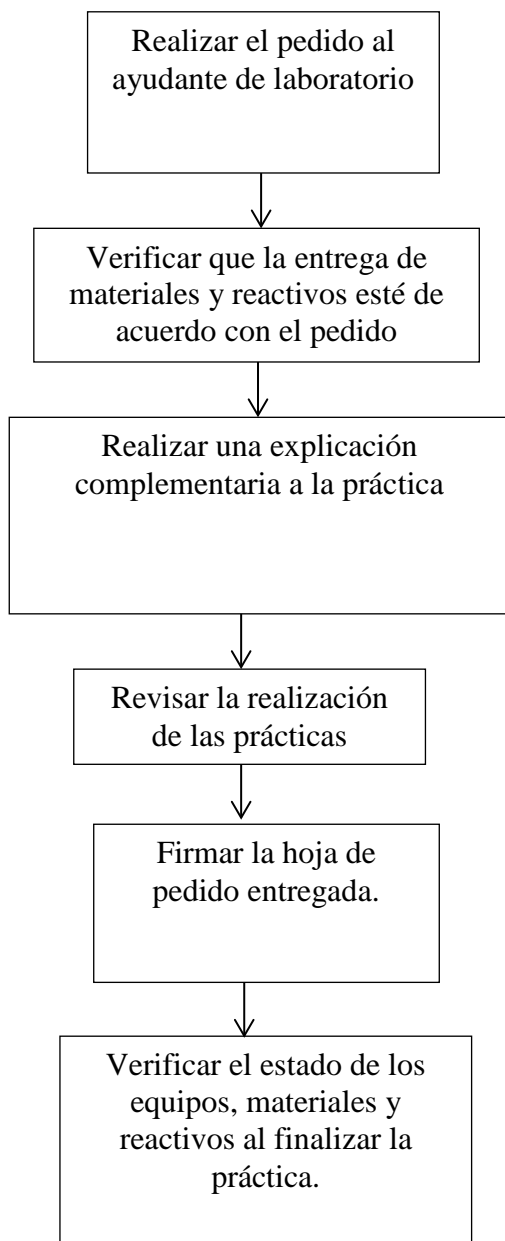 Realizar el pedido al
ayudante de laboratorio
Verificar que la entrega de
materiales y reactivos esté de
acuerdo con el pedido
Realizar una explicación
complementaria a la práctica
Revisar la realización
de las prácticas
Firmar la hoja de
pedido entregada.
Verificar el estado de los
equipos, materiales y
reactivos al finalizar la
práctica.